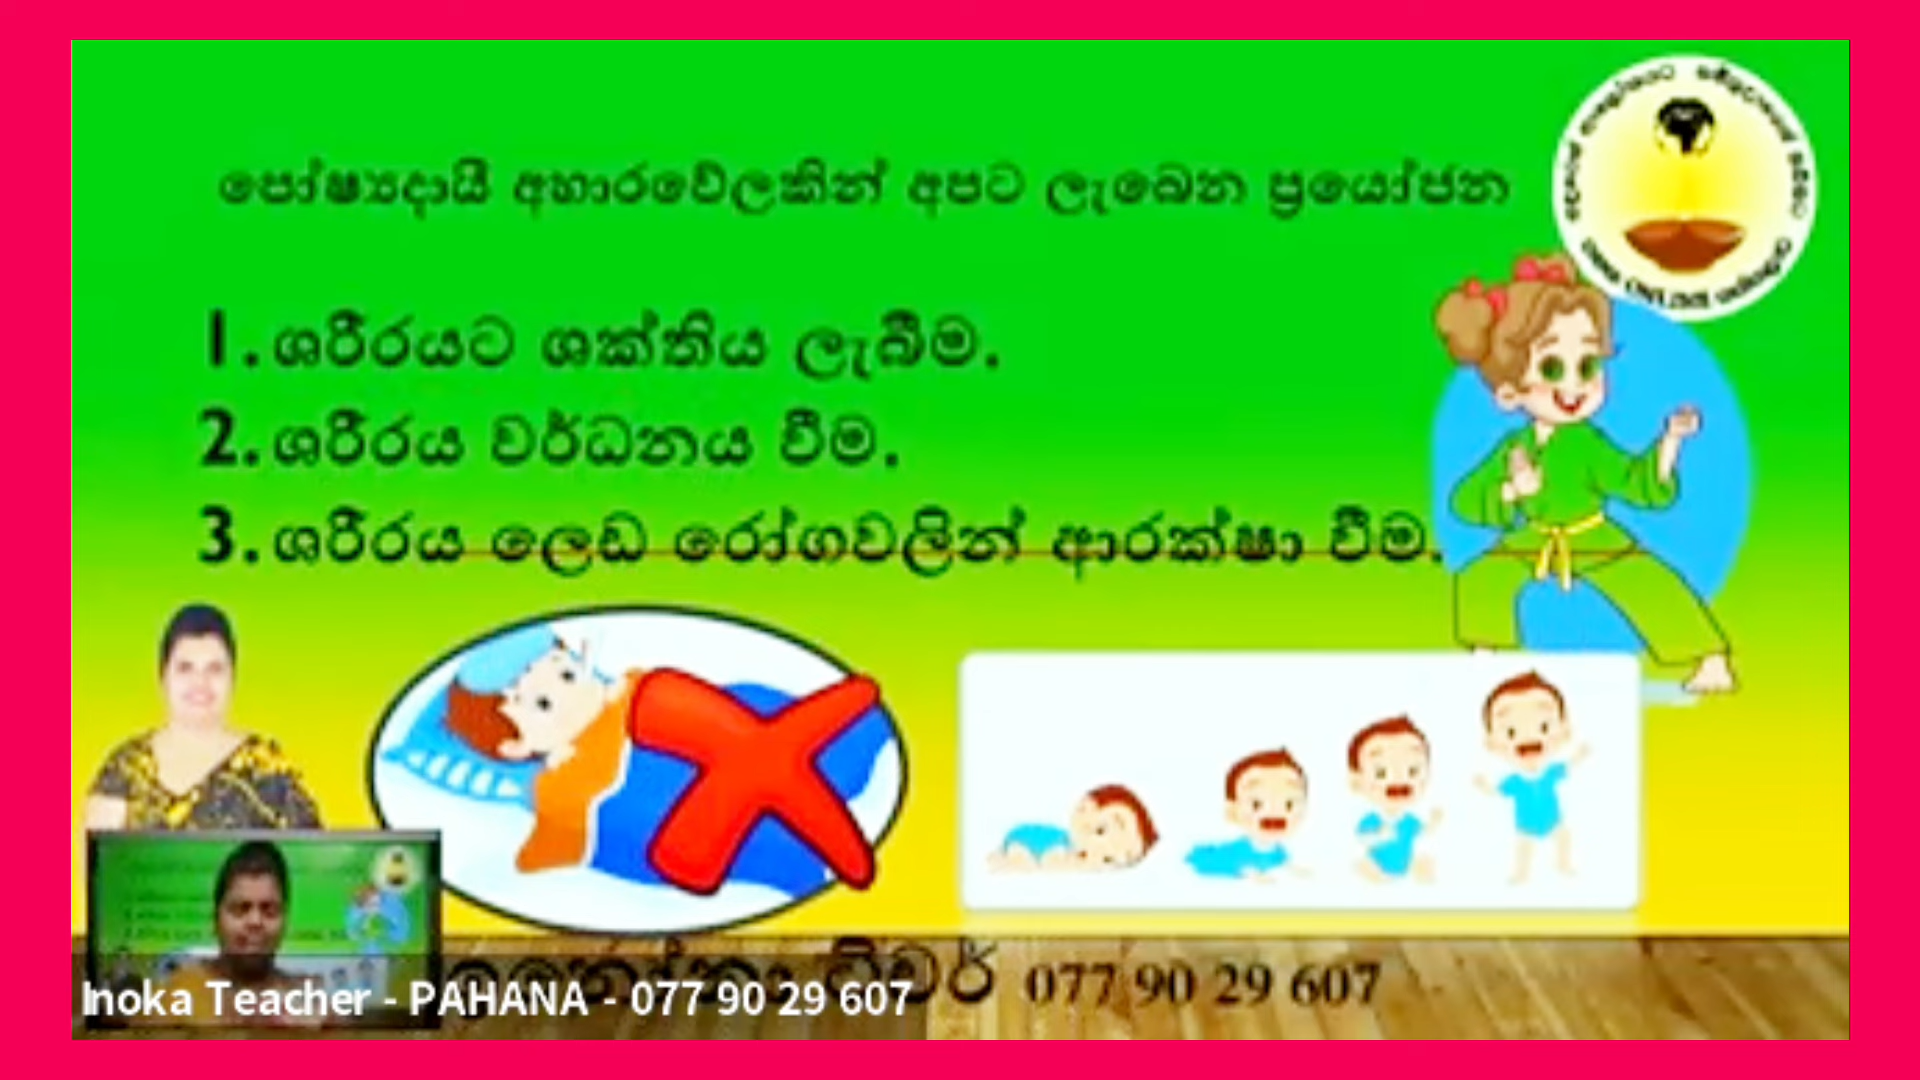 පෝෂ්‍යදායී අහාරවේලකින් අපට ලැබෙන ප්‍රයෝජන
1. ශරීරයට ශක්තිය ලැබීම.
2. ශරීරය වර්ධනය වීම.
3. ශරීරය ලෙඩ රෝගවලින් ආරක්ෂා වීම.
ටීචර් 077 90 29 607
Inoka Teacher - PAHANA - 077 90 29 607